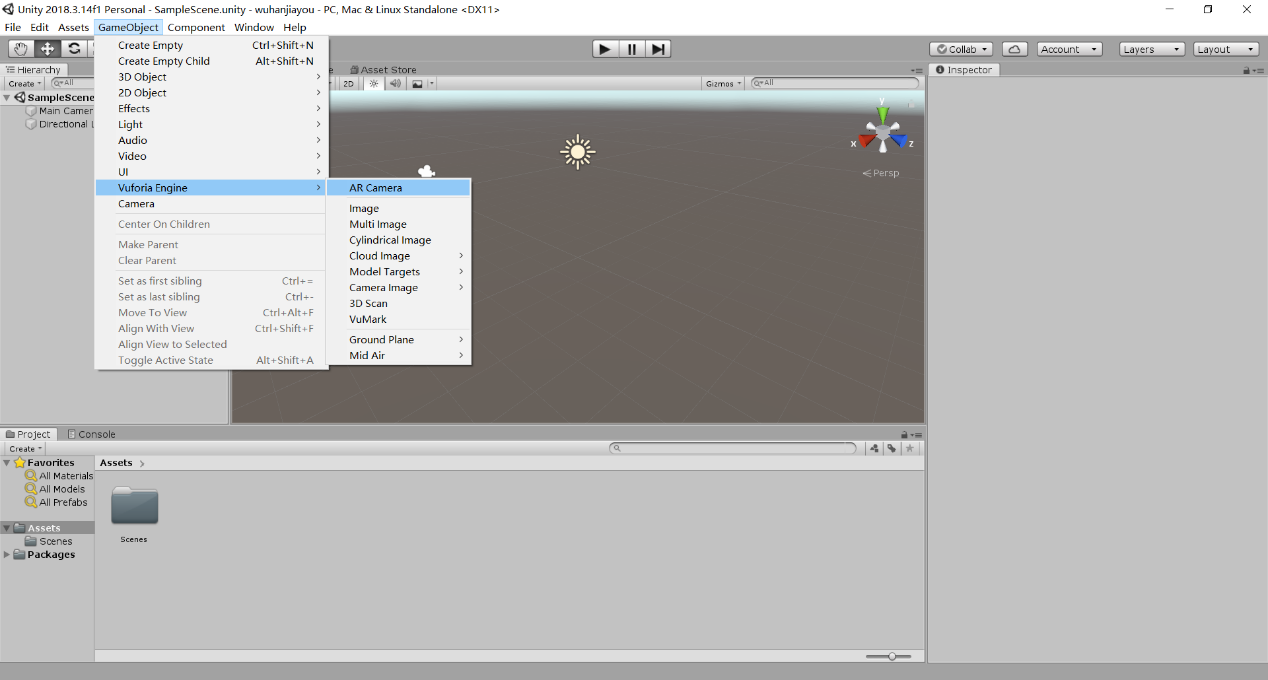 Unity 2018.3.14f1 Personal - SampleScene.unity - wuhanjiayou - PC, Mac & Linux Standalone <DX11>
File Edit Assets GameObject Component Window Help
Collab Account Layers Layout
Hierarchy
Create All
SampleScene
Main Camer
Directional L
Create Empty Ctrl+Shift+N
Create Empty Child Alt+Shift+N
3D Object
2D Object
Effects
Light
Audio
Video
UI
Vuforia Engine
Camera
Center On Children
Make Parent
Clear Parent
Set as first sibling Ctrl+=
Set as last sibling Ctrl+-
Move To View Ctrl+Alt+F
Align With View Ctrl+Shift+F
Align View to Selected
Toggle Active State Alt+Shift+A
AR Camera
Image
Multi Image
Cylindrical Image
Cloud Image
Model Targets
Camera Image
3D Scan
VuMark
Ground Plane
Mid Air
e Asset Store
2D Gizmos All
y
x z
Persp
Inspector
Project Console
Create
Favorites
All Materials
All Models
All Prefabs
Assets
Scenes
Packages
Assets
Scenes